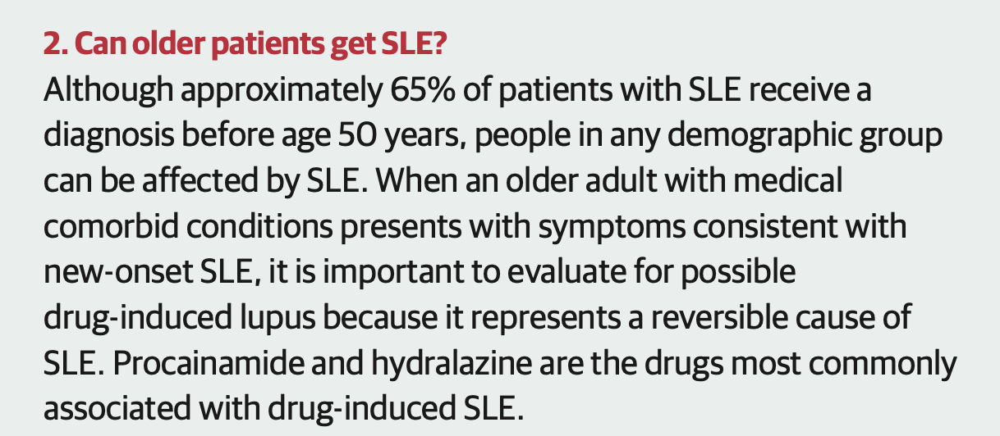 2. Can older patients get SLE?
Although approximately 65% of patients with SLE receive a
diagnosis before age 50 years, people in any demographic group
can be affected by SLE. When an older adult with medical
comorbid conditions presents with symptoms consistent with
new-onset SLE, it is important to evaluate for possible
drug-induced lupus because it represents a reversible cause of
SLE. Procainamide and hydralazine are the drugs most commonly
associated with drug-induced SLE.